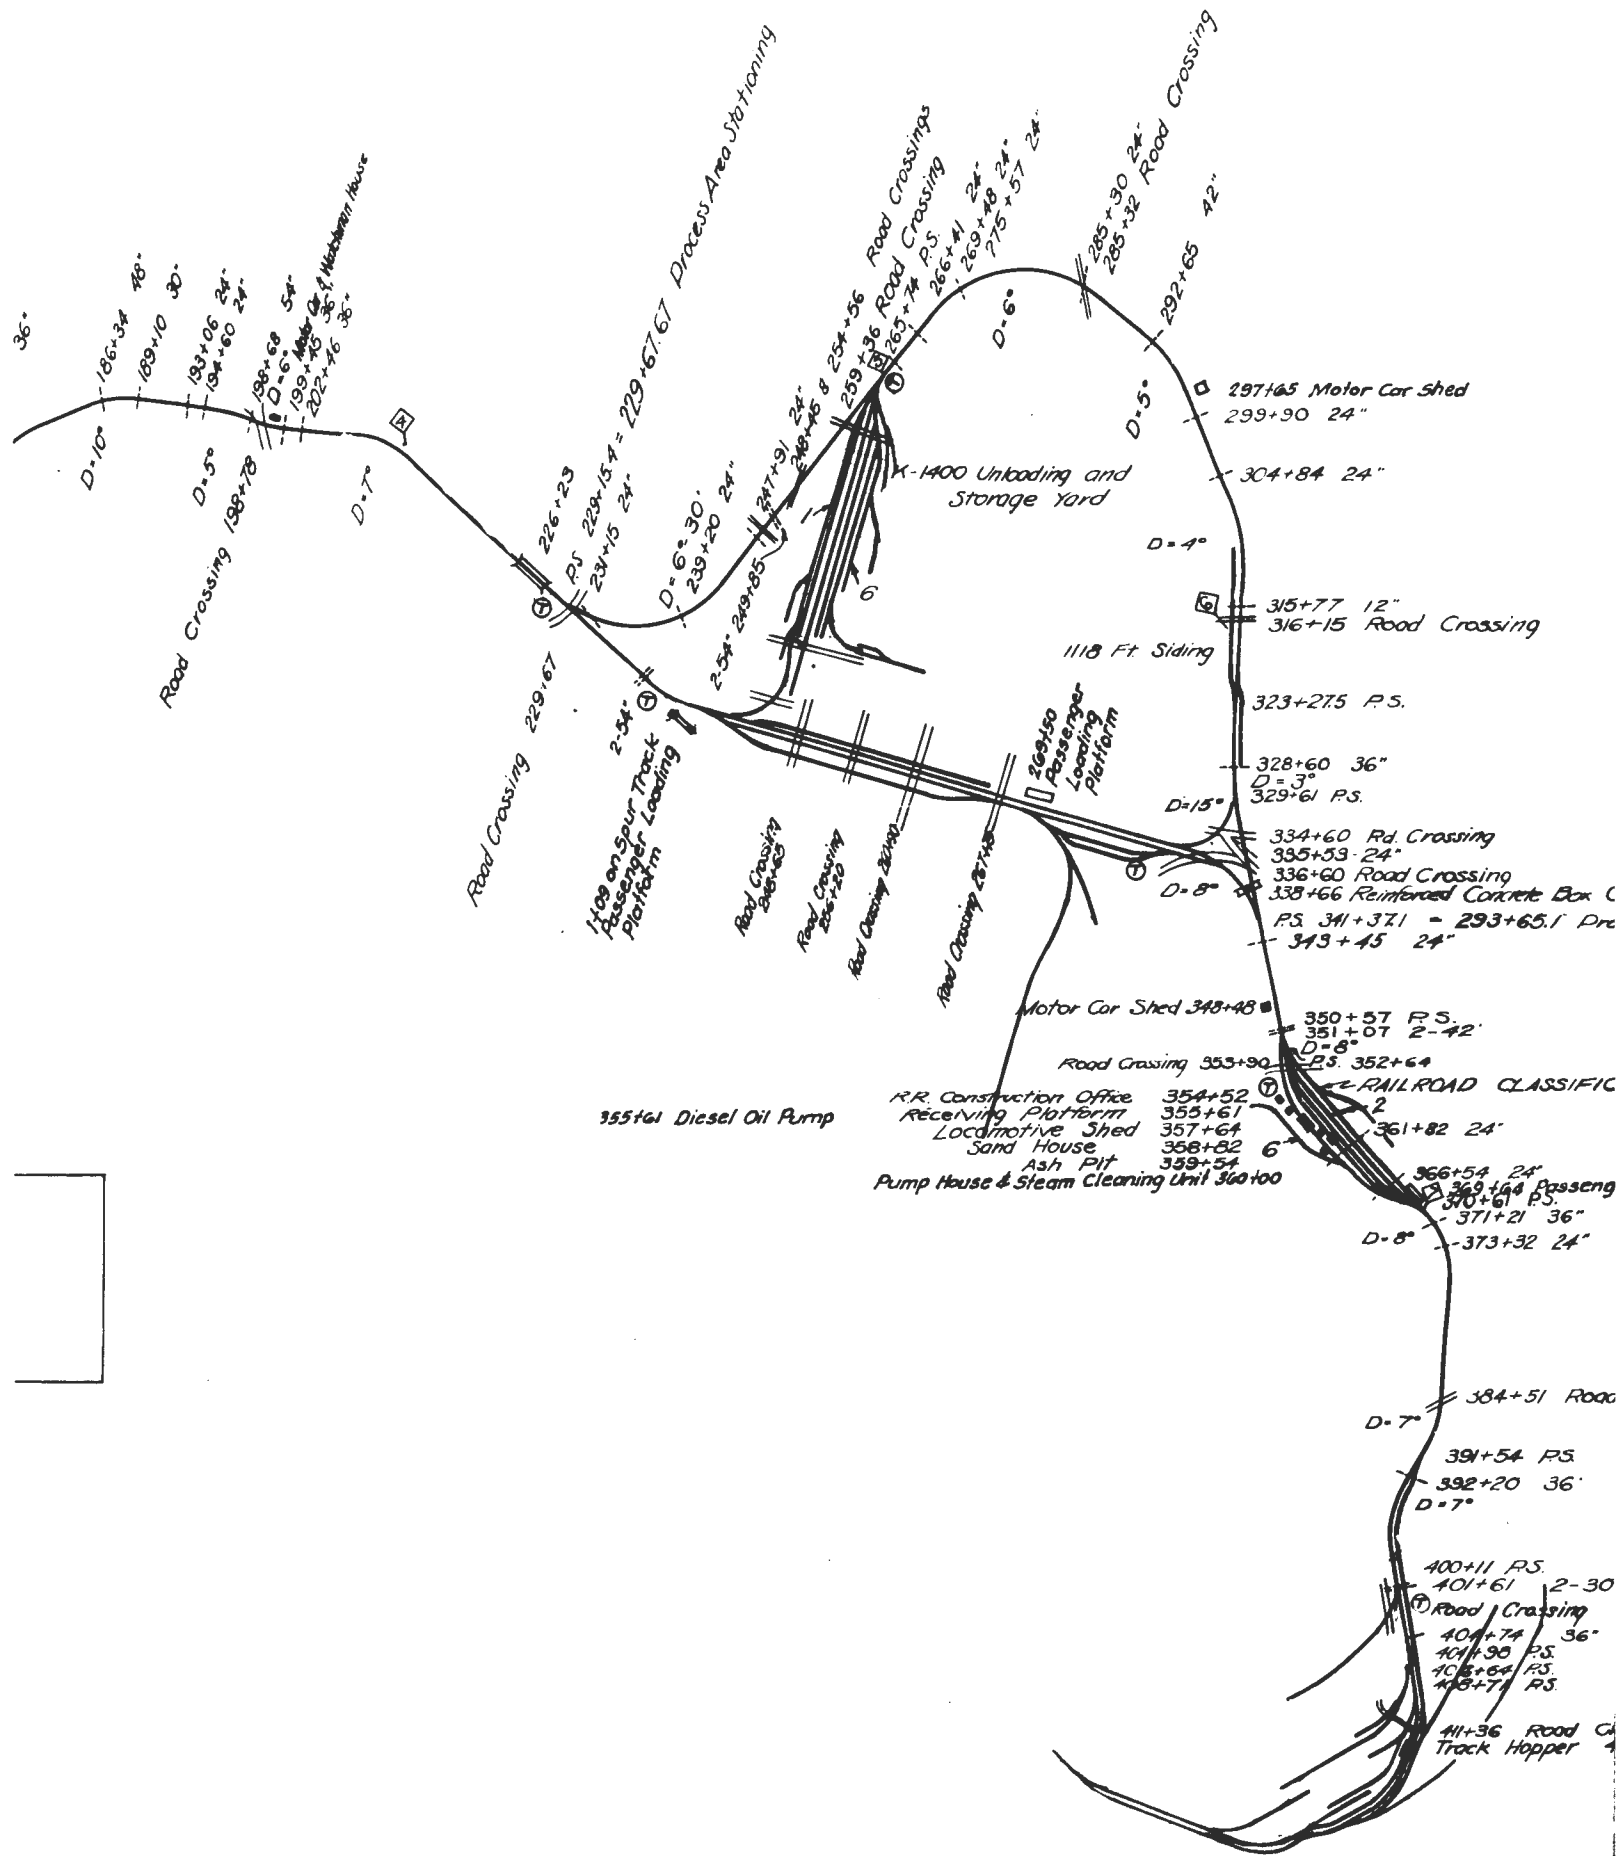 36"
186+34 48"
189+10 30"
193+06 24"
194+60 24"
198+68 54"
D=6°
199+45 36"
202+46 36"
D=10°
D=5°
Road Crossing 198+78
D=7°
226+23
P.S. 229+15.4 = 229+67.67 Process Area Stationing
231+15 24"
D=6°-30'
239+20 24"
247+91 24"
248+45 & 254+56 Road Crossings
259+36 Road Crossing
265+74 P.S.
266+41 24"
269+48 24"
275+57 24"
D=6°
285+30 24"
285+32 Road Crossing
292+65 42"
D=5°
297+65 Motor Car Shed
299+90 24"
304+84 24"
K-1400 Unloading and
Storage Yard
1
6
D=4°
6
315+77 12"
316+15 Road Crossing
1118 Ft. Siding
323+27.5 P.S.
328+60 36"
D=3°
329+61 P.S.
D=15°
334+60 Rd. Crossing
335+53-24"
336+60 Road Crossing
D=8°
338+66 Reinforced Concrete Box C
P.S. 341+37.1 = 293+65.1 Pro
343+45 24"
T
T
T
T
T
T
2-54" 249+85
Road Crossing 229+67
2-54"
1+09 on Spur Track
Passenger Loading
Platform
Road Crossing
Road Crossing
256+20
Road Crossing
Road Crossing
269+50
Passenger
Loading
Platform
Motor Car Shed 348+48
350+57 P.S.
351+07 2-42"
D=8°
Road Crossing 353+90
P.S. 352+64
RAILROAD CLASSIFIC
2
R.R. Construction Office 354+52
355+61 Diesel Oil Pump
Receiving Platform 355+61
Locomotive Shed 357+64
361+82 24"
Sand House 358+82
6
Ash Pit 359+54
Pump House & Steam Cleaning Unit 360+00
366+54 24"
369+64 Passeng
370+61 P.S.
371+21 36"
D=8°
373+32 24"
384+51 Road
D=7°
391+54 P.S.
392+20 36"
D=7°
400+11 P.S.
401+61 2-30
Road Crossing
404+74 36"
404+98 P.S.
P.S.
P.S.
411+36 Road C
Track Hopper 4